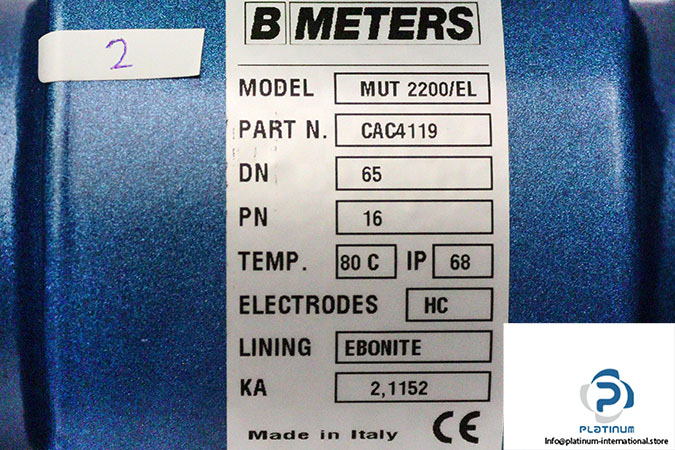 2
B METERS
MODEL MUT 2200/EL
PART N. CAC4119
DN 65
PN 16
TEMP. 80 C IP 68
ELECTRODES HC
LINING EBONITE
KA 2,1152
Made in Italy CE
PLATINUM
info@platinum-international.store